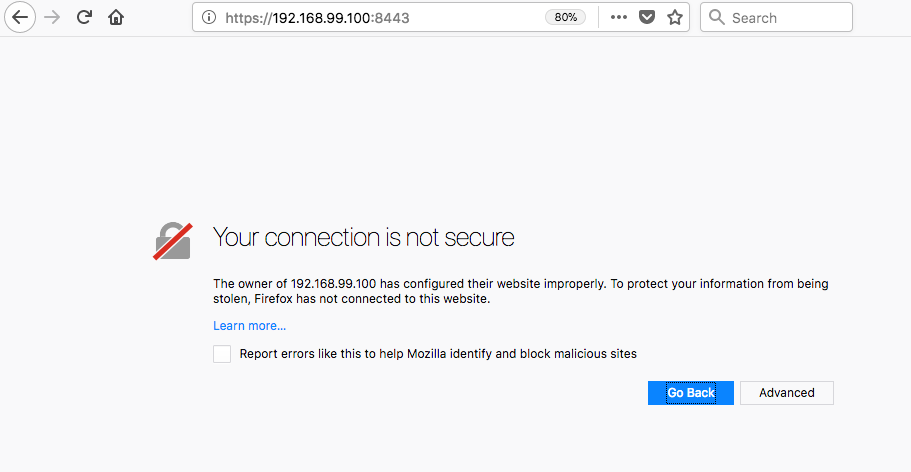 https://192.168.99.100:8443 80% Search
Your connection is not secure
The owner of 192.168.99.100 has configured their website improperly. To protect your information from being
stolen, Firefox has not connected to this website.
Learn more...
Report errors like this to help Mozilla identify and block malicious sites
Go Back Advanced